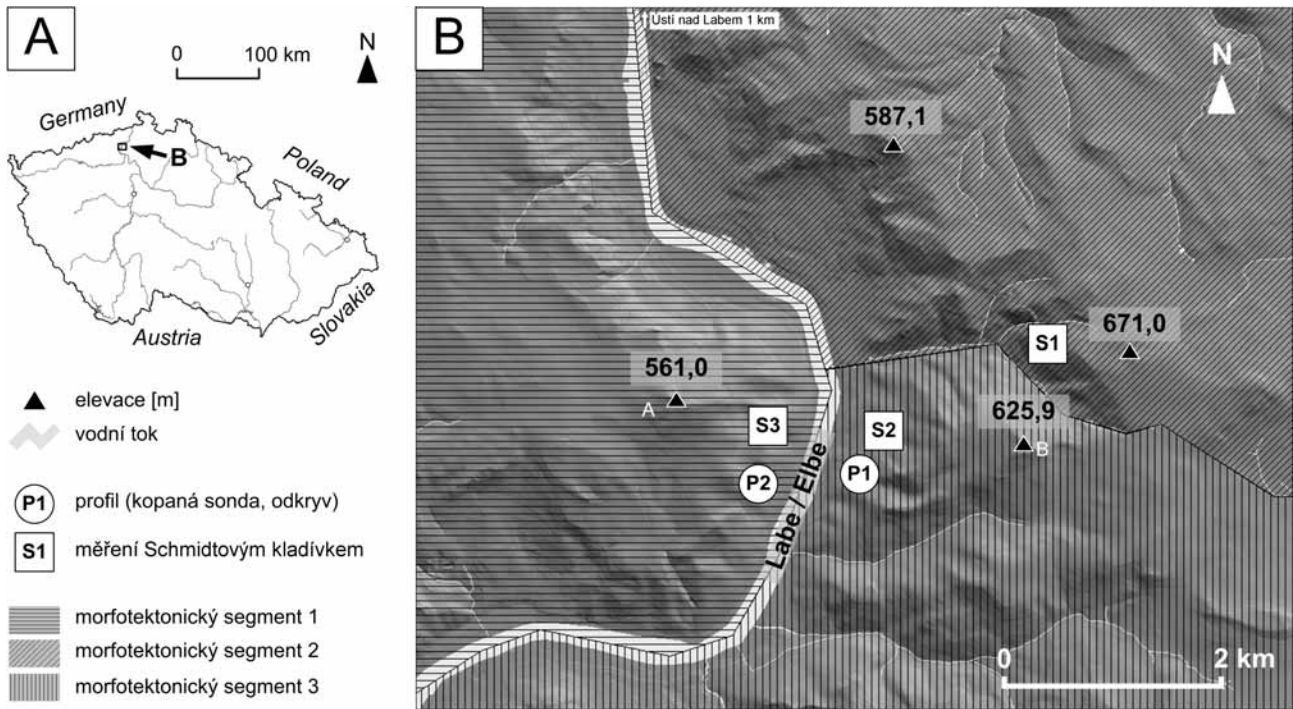 A
0 100 km
N
Germany
Poland
B
Austria
Slovakia
elevace [m]
vodní tok
P1 profil (kopaná sonda, odkryv)
S1 měření Schmidtovým kladívkem
morfotektonický segment 1
morfotektonický segment 2
morfotektonický segment 3
B
Ústí nad Labem 1 km
N
587,1
671,0
S1
561,0
A
625,9
B
S3
S2
P2
P1
Labe / Elbe
0 2 km